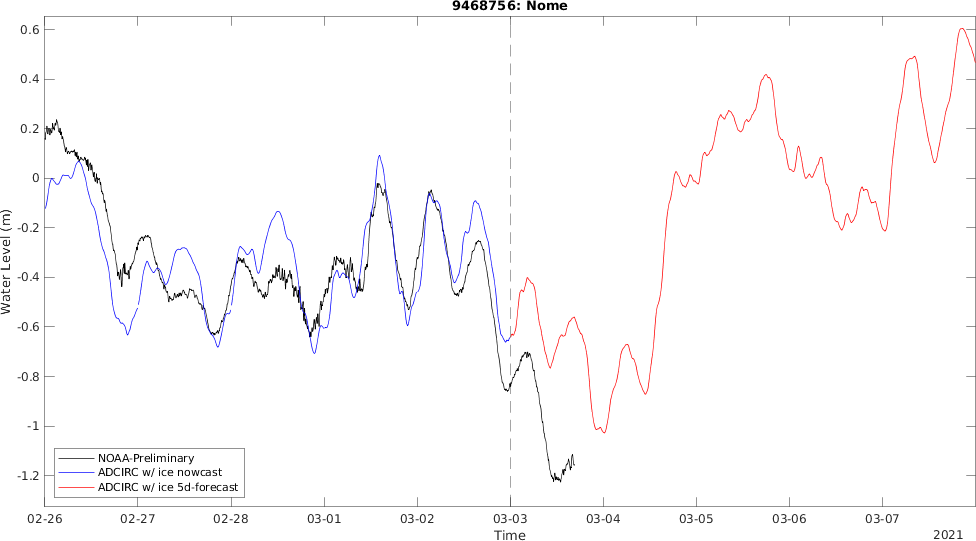 9468756: Nome
Water Level (m)
0.6
0.4
0.2
0
-0.2
-0.4
-0.6
-0.8
-1
-1.2
NOAA-Preliminary
ADCIRC w/ ice nowcast
ADCIRC w/ ice 5d-forecast
02-26 02-27 02-28 03-01 03-02 03-03 03-04 03-05 03-06 03-07
Time
2021